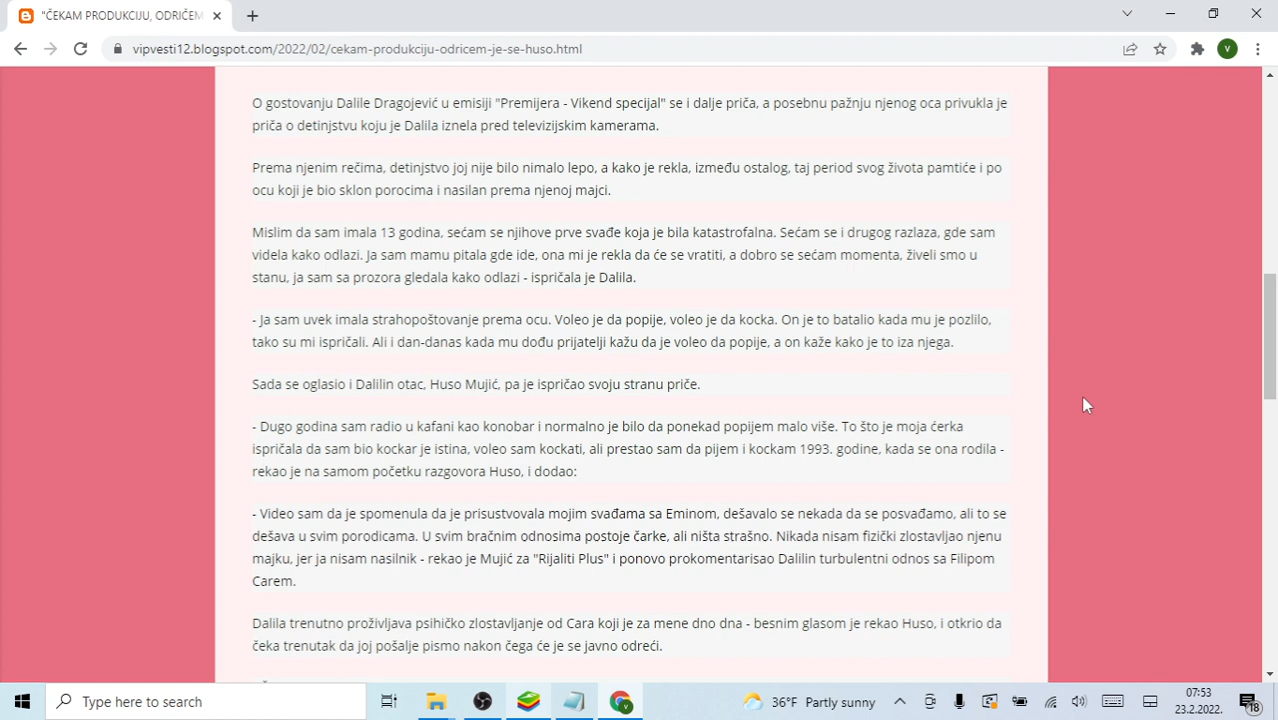 "ČEKAM PRODUKCIJU, ODRIČEM
vipvesti12.blogspot.com/2022/02/cekam-produkciju-odricem-je-se-huso.html
V
O gostovanju Dalile Dragojević u emisiji "Premijera - Vikend specijal" se i dalje priča, a posebnu pažnju njenog oca privukla je
priča o detinjstvu koju je Dalila iznela pred televizijskim kamerama.
Prema njenim rečima, detinjstvo joj nije bilo nimalo lepo, a kako je rekla, između ostalog, taj period svog života pamtiće i po
ocu koji je bio sklon porocima i nasilan prema njenoj majci.
Mislim da sam imala 13 godina, sećam se njihove prve svađe koja je bila katastrofalna. Sećam se i drugog razlaza, gde sam
videla kako odlazi. Ja sam mamu pitala gde ide, ona mi je rekla da će se vratiti, a dobro se sećam momenta, živeli smo u
stanu, ja sam sa prozora gledala kako odlazi - ispričala je Dalila.
- Ja sam uvek imala strahopoštovanje prema ocu. Voleo je da popije, voleo je da kocka. On je to batalio kada mu je pozlilo,
tako su mi ispričali. Ali i dan-danas kada mu dođu prijatelji kažu da je voleo da popije, a on kaže kako je to iza njega.
Sada se oglasio i Dalilin otac, Huso Mujić, pa je ispričao svoju stranu priče.
- Dugo godina sam radio u kafani kao konobar i normalno je bilo da ponekad popijem malo više. To što je moja ćerka
ispričala da sam bio kockar je istina, voleo sam kockati, ali prestao sam da pijem i kockam 1993. godine, kada se ona rodila -
rekao je na samom početku razgovora Huso, i dodao:
- Video sam da je spomenula da je prisustvovala mojim svađama sa Eminom, dešavalo se nekada da se posvađamo, ali to se
dešava u svim porodicama. U svim bračnim odnosima postoje čarke, ali ništa strašno. Nikada nisam fizički zlostavljao njenu
majku, jer ja nisam nasilnik - rekao je Mujić za "Rijaliti Plus" i ponovo prokomentarisao Dalilin turbulentni odnos sa Filipom
Carem.
Dalila trenutno proživljava psihičko zlostavljanje od Cara koji je za mene dno dna - besnim glasom je rekao Huso, i otkrio da
čeka trenutak da joj pošalje pismo nakon čega će je se javno odreći.
Type here to search
V
36°F Partly sunny
07:53
23.2.2022.
18